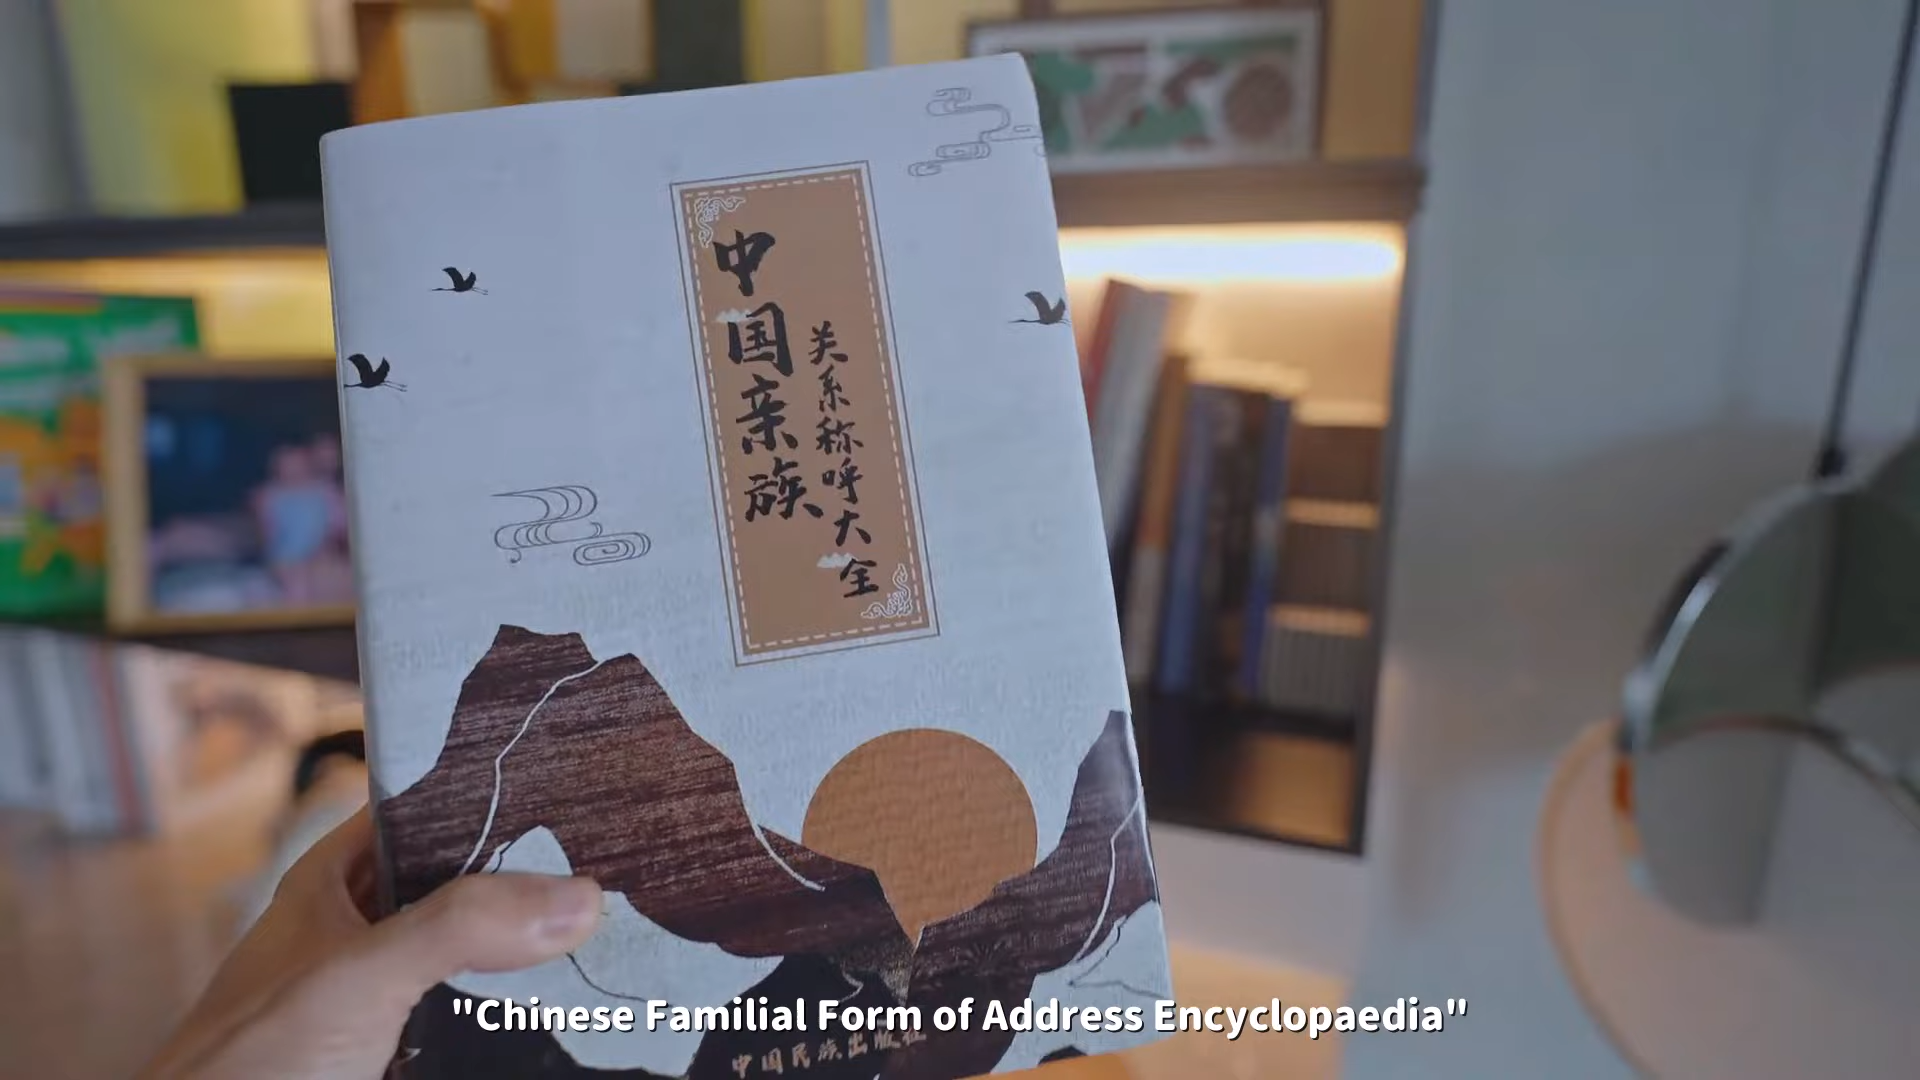 中国亲族
关系称呼大全
"Chinese Familial Form of Address Encyclopaedia"
中国民族出版社